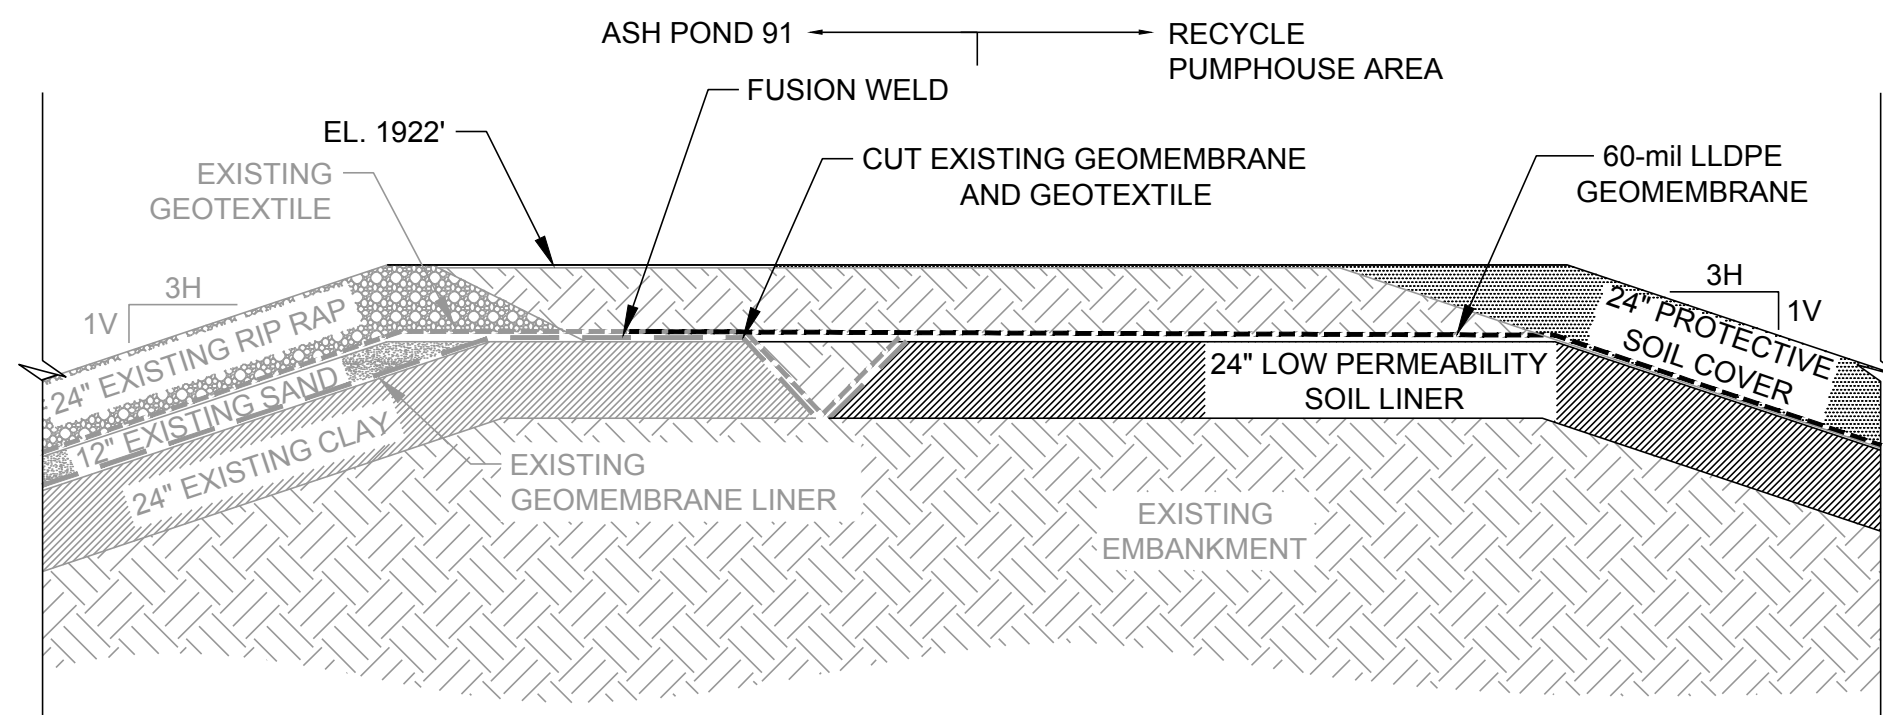 ASH POND 91
RECYCLE
PUMPHOUSE AREA
FUSION WELD
EL. 1922'
CUT EXISTING GEOMEMBRANE
AND GEOTEXTILE
60-mil LLDPE
GEOMEMBRANE
EXISTING
GEOTEXTILE
3H
1V
3H
1V
24" EXISTING RIP RAP
12" EXISTING SAND
24" EXISTING CLAY
EXISTING
GEOMEMBRANE LINER
24" LOW PERMEABILITY
SOIL LINER
24" PROTECTIVE
SOIL COVER
EXISTING
EMBANKMENT